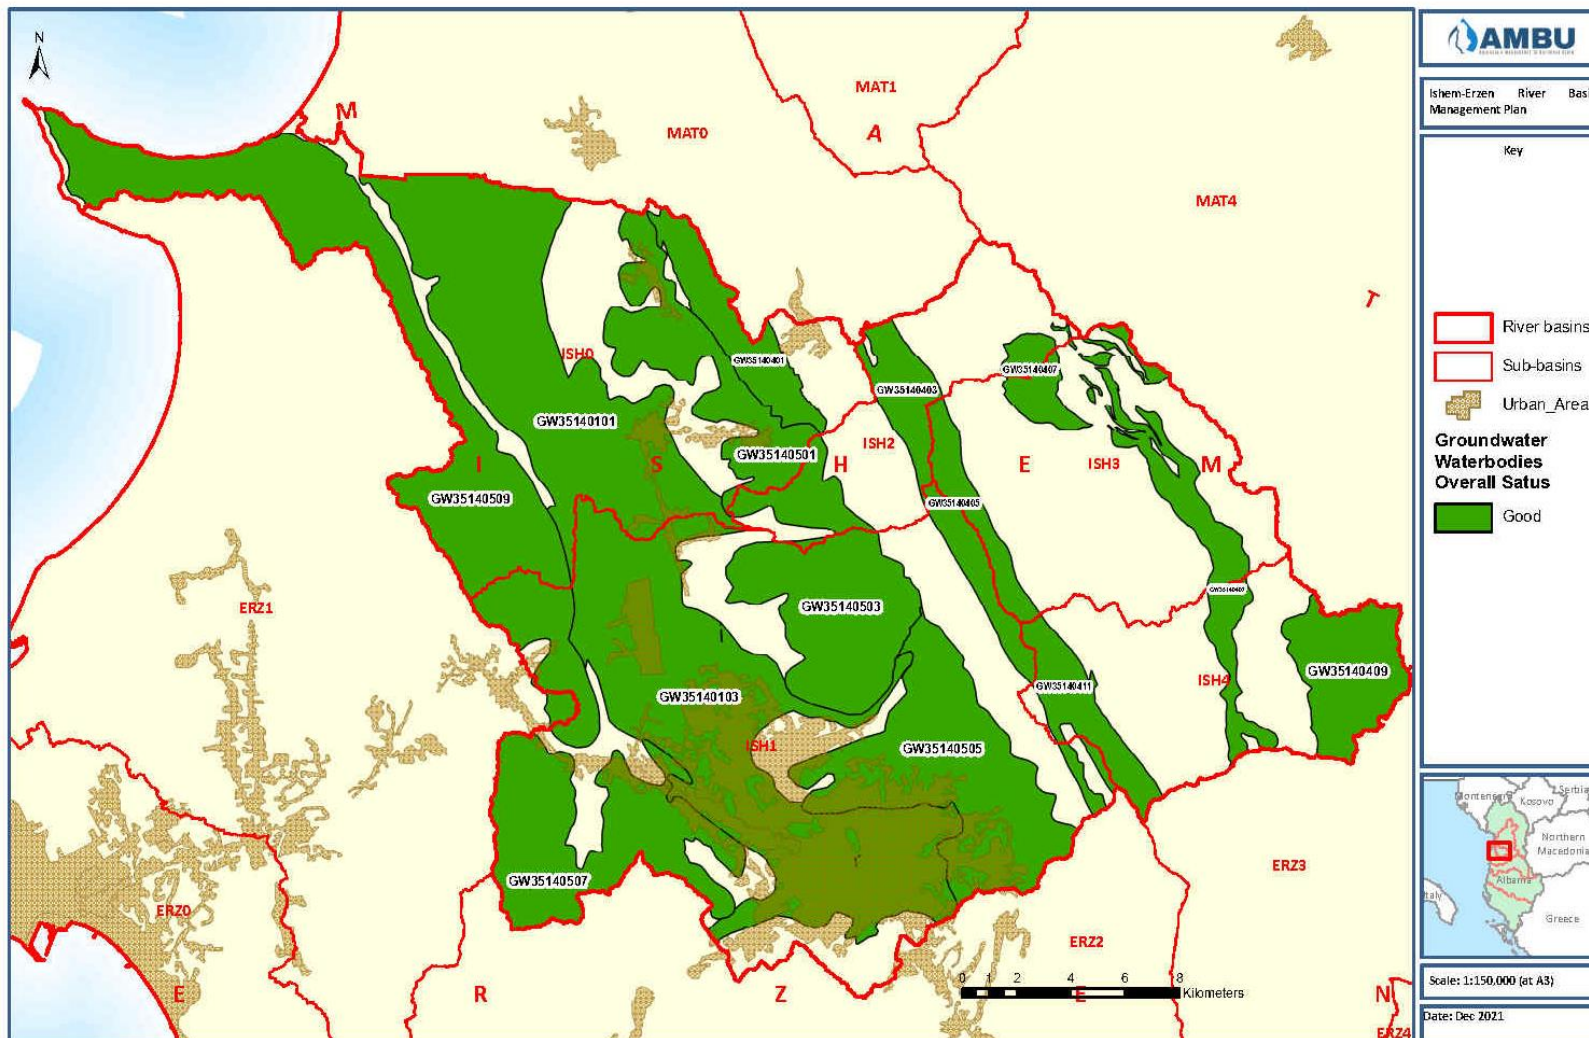 N
M
MAT1
A
MAT0
MAT4
T
ISH0
GW35140401
GW35140403
GW35140407
GW35140101
GW35140501
ISH2
ISH3
I
S
H
E
M
GW35140509
GW35140405
GW35140407
GW35140503
ERZ1
GW35140103
GW35140411
ISH4
GW35140409
ISH1
GW35140505
GW35140507
ERZ3
ERZ0
ERZ2
E
R
Z
E
N
ERZ4
0 1 2 4 6 8
Kilometers
AMBU
Ishem-Erzen River Basi
Management Plan
Key
River basins
Sub-basins
Urban_Area
Groundwater
Waterbodies
Overall Satus
Good
Montenegro
Kosovo
Serbia
Northern
Macedonia
Albania
Italy
Greece
Scale: 1:150,000 (at A3)
Date: Dec 2021